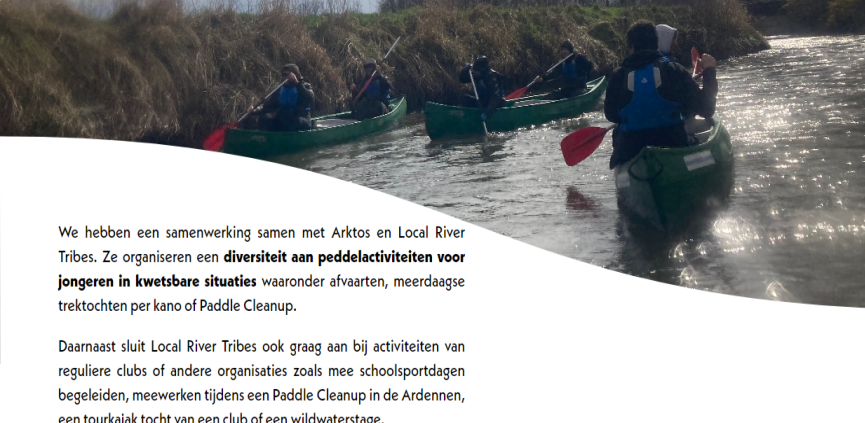 We hebben een samenwerking samen met Arktos en Local River
Tribes. Ze organiseren een diversiteit aan peddelactiviteiten voor
jongeren in kwetsbare situaties waaronder afvaarten, meerdaagse
trektochten per kano of Paddle Cleanup.
Daarnaast sluit Local River Tribes ook graag aan bij activiteiten van
reguliere clubs of andere organisaties zoals mee schoolsportdagen
begeleiden, meewerken tijdens een Paddle Cleanup in de Ardennen,
een tourkajak tocht van een club of een wildwaterstage.